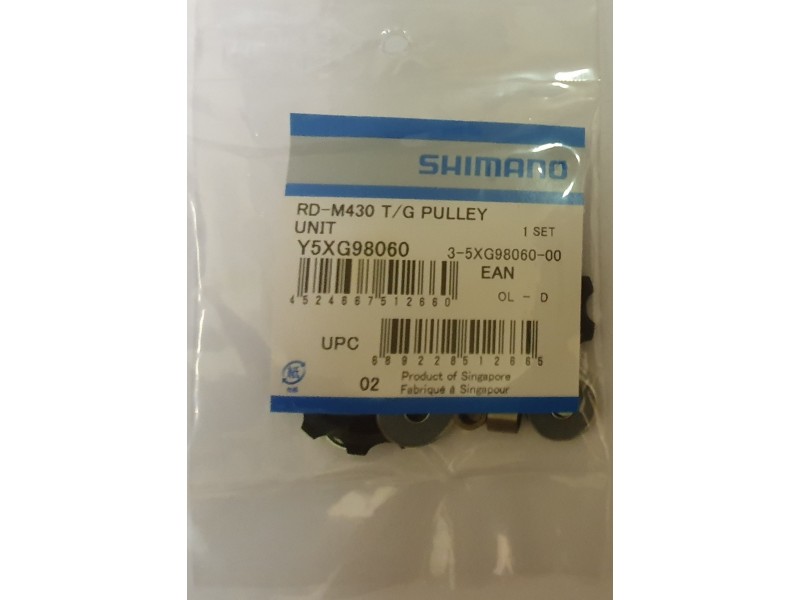 SHIMANO
RD-M430 T/G PULLEY
UNIT
1 SET
Y5XG98060
3-5XG98060-00
EAN
4524667512660
OL - D
UPC
689228512665
紙
02
Product of Singapore
Fabriqué à Singapour